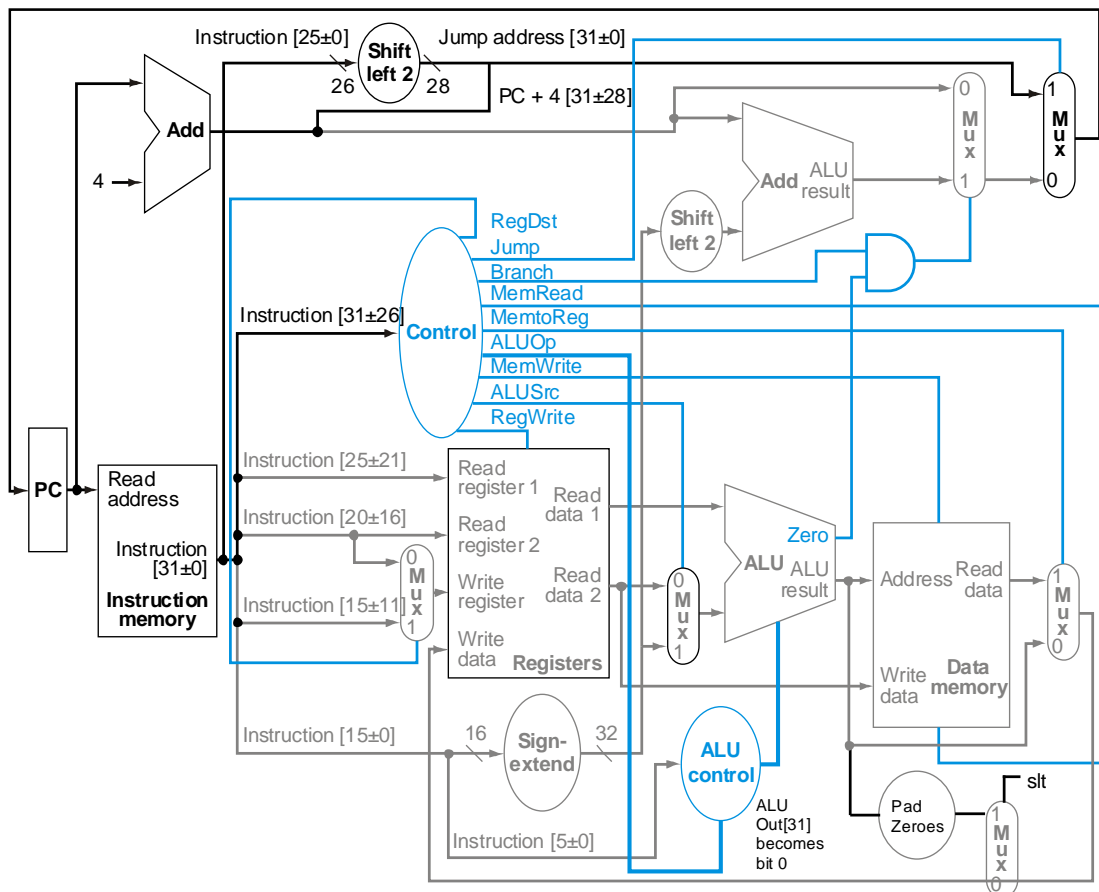 Instruction [25±0]
Shift
left 2
Jump address [31±0]
26
28
PC + 4 [31±28]
Add
4
0
M
u
x
1
1
M
u
x
0
Add
ALU
result
Shift
left 2
RegDst
Jump
Branch
MemRead
MemtoReg
ALUOp
MemWrite
ALUSrc
RegWrite
Instruction [31±26]
Control
PC
Read
address
Instruction
[31±0]
Instruction
memory
Instruction [25±21]
Instruction [20±16]
Instruction [15±11]
0
M
u
x
1
Read
register 1
Read
register 2
Write
register
Write
data
Read
data 1
Read
data 2
Registers
0
M
u
x
1
Zero
ALU
ALU
result
Address
Read
data
Write
data
Data
memory
1
M
u
x
0
Instruction [15±0]
16
Sign-
extend
32
ALU
control
Instruction [5±0]
ALU
Out[31]
becomes
bit 0
Pad
Zeroes
slt
1
M
u
x
0